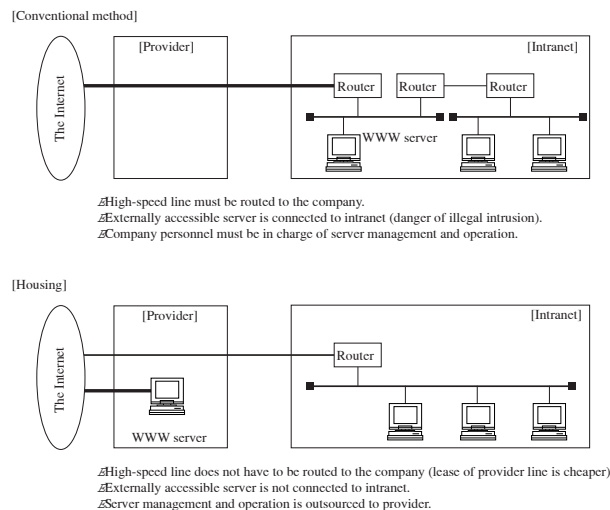 [Conventional method]
[Provider]
[Intranet]
The Internet
Router
Router
Router
WWW server
High-speed line must be routed to the company.
Externally accessible server is connected to intranet (danger of illegal intrusion).
Company personnel must be in charge of server management and operation.
[Housing]
[Provider]
[Intranet]
The Internet
Router
WWW server
High-speed line does not have to be routed to the company (lease of provider line is cheaper)
Externally accessible server is not connected to intranet.
Server management and operation is outsourced to provider.